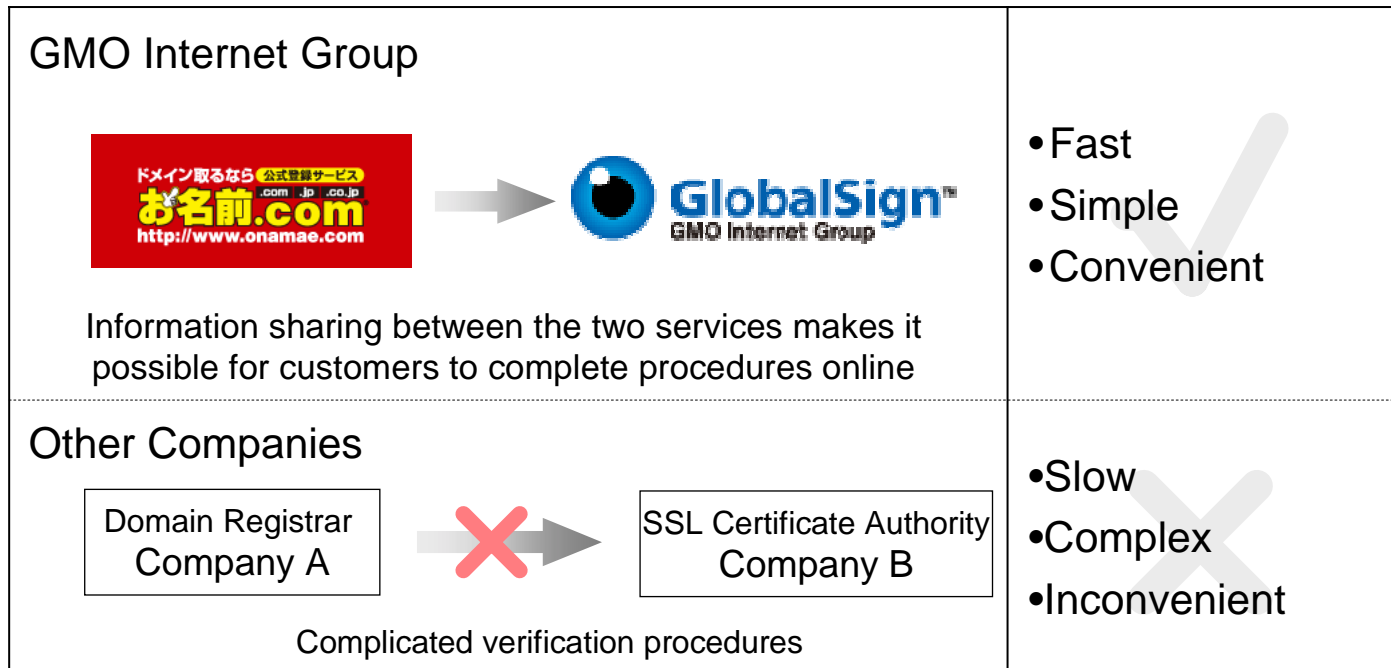 GMO Internet Group
ドメイン取るなら 公式登録サービス
.com .jp .co.jp
お名前.com
http://www.onamae.com
GlobalSign™
GMO Internet Group
Information sharing between the two services makes it
possible for customers to complete procedures online
•Fast
•Simple
•Convenient
Other Companies
Domain Registrar
Company A
SSL Certificate Authority
Company B
Complicated verification procedures
•Slow
•Complex
•Inconvenient